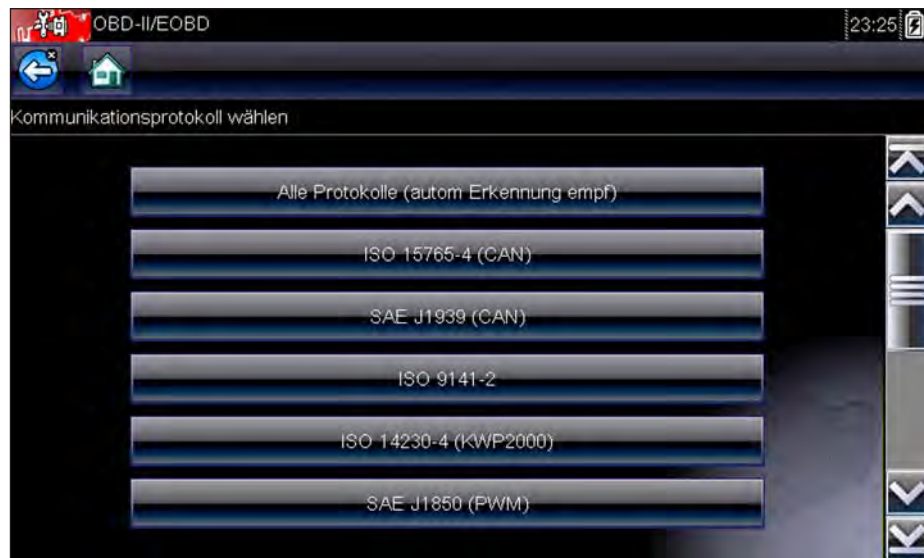 OBD-II/EOBD
23:25
Kommunikationsprotokoll wählen
Alle Protokolle (autom Erkennung empf)
ISO 15765-4 (CAN)
SAE J1939 (CAN)
ISO 9141-2
ISO 14230-4 (KWP2000)
SAE J1850 (PWM)